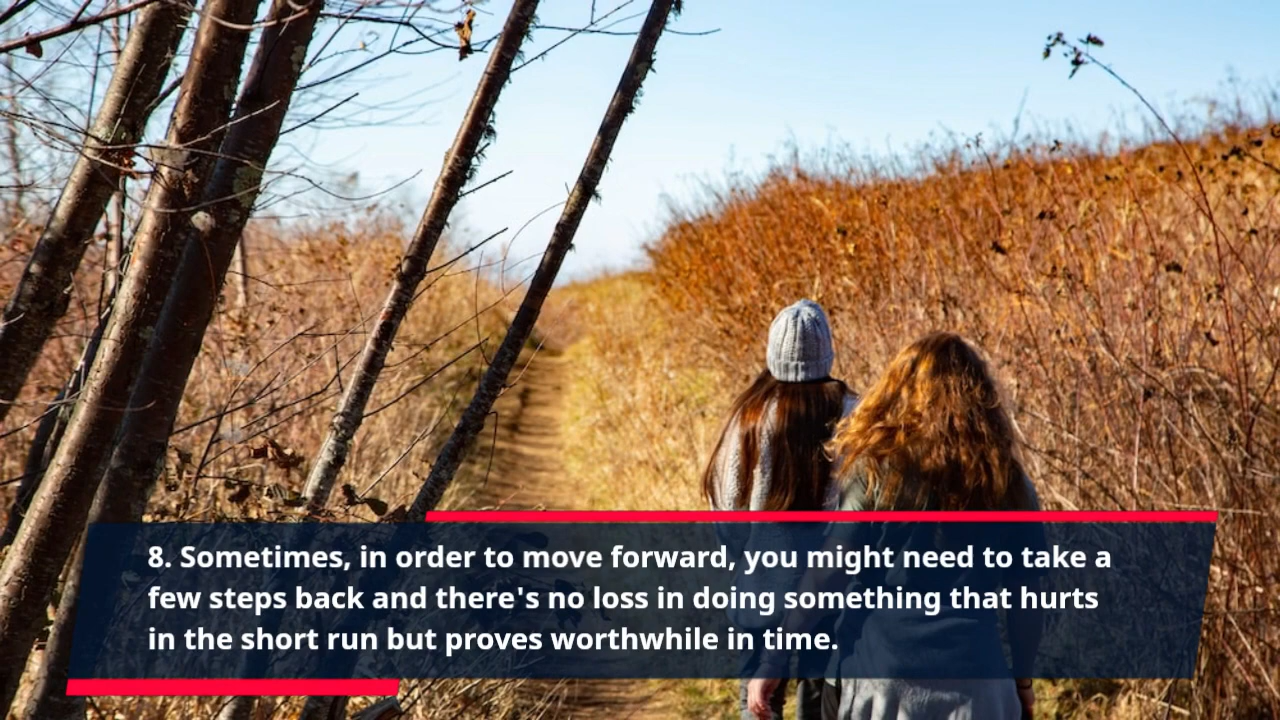 8. Sometimes, in order to move forward, you might need to take a
few steps back and there's no loss in doing something that hurts
in the short run but proves worthwhile in time.